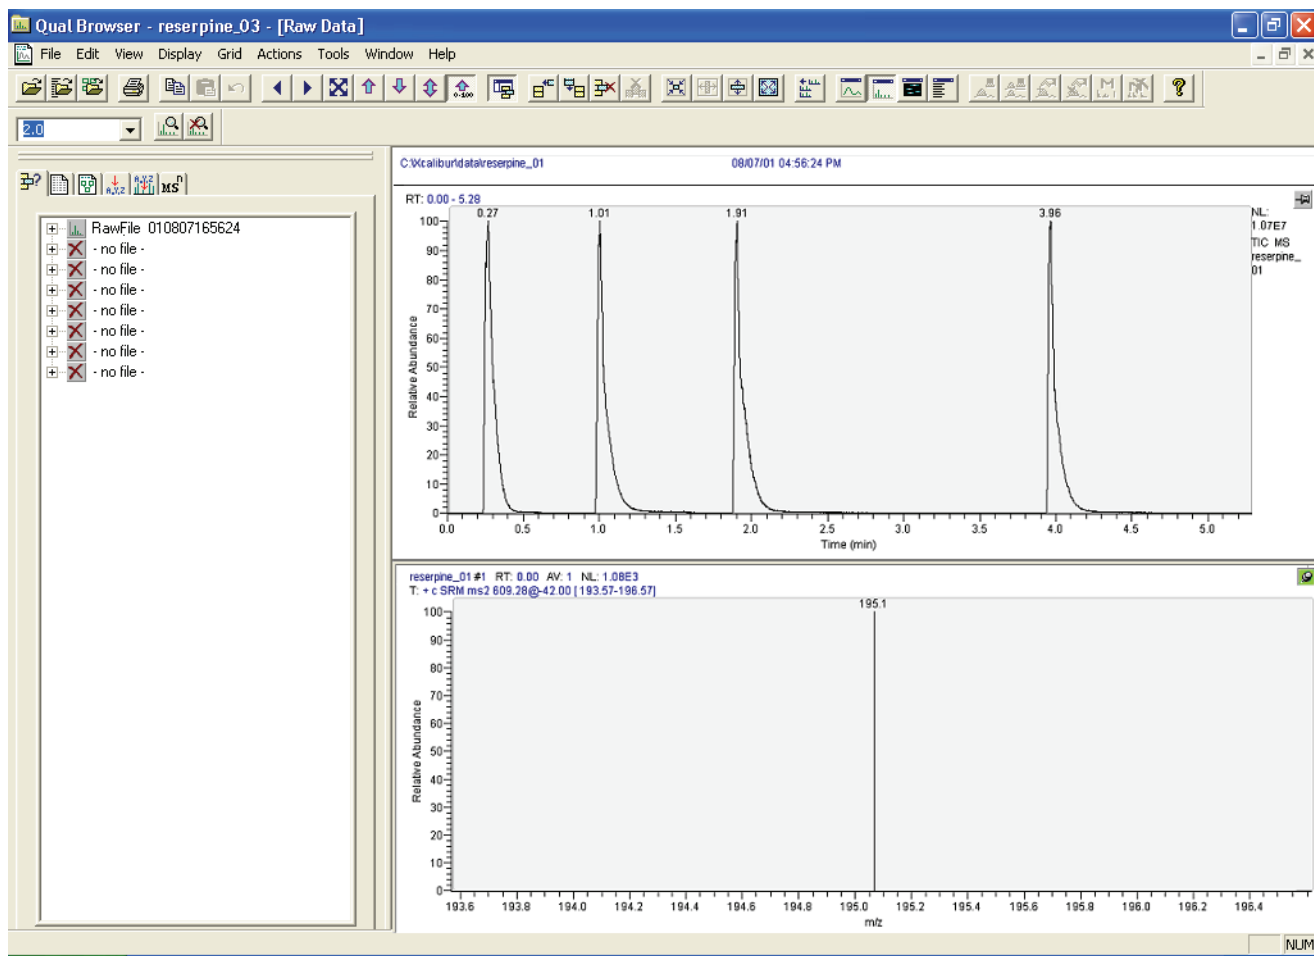 Qual Browser - reserpine_03 - [Raw Data]
File Edit View Display Grid Actions Tools Window Help
0-100
2.0
A,Y,Z A,Y,Z MSn
RawFile 010807165624
- no file -
- no file -
- no file -
- no file -
- no file -
- no file -
- no file -
C:\Xcalibur\data\reserpine_01 08/07/01 04:56:24 PM
RT: 0.00 - 5.28
0.27 1.01 1.91 3.96
NL:
1.07E7
TIC MS
reserpine_
01
100
90
80
70
60
50
40
30
20
10
0
Relative Abundance
0.0 0.5 1.0 1.5 2.0 2.5 3.0 3.5 4.0 4.5 5.0
Time (min)
reserpine_01 #1 RT: 0.00 AV: 1 NL: 1.08E3
T: + c SRM ms2 609.28@-42.00 [ 193.57-196.57]
195.1
100
90
80
70
60
50
40
30
20
10
0
Relative Abundance
193.6 193.8 194.0 194.2 194.4 194.6 194.8 195.0 195.2 195.4 195.6 195.8 196.0 196.2 196.4
m/z
NUM